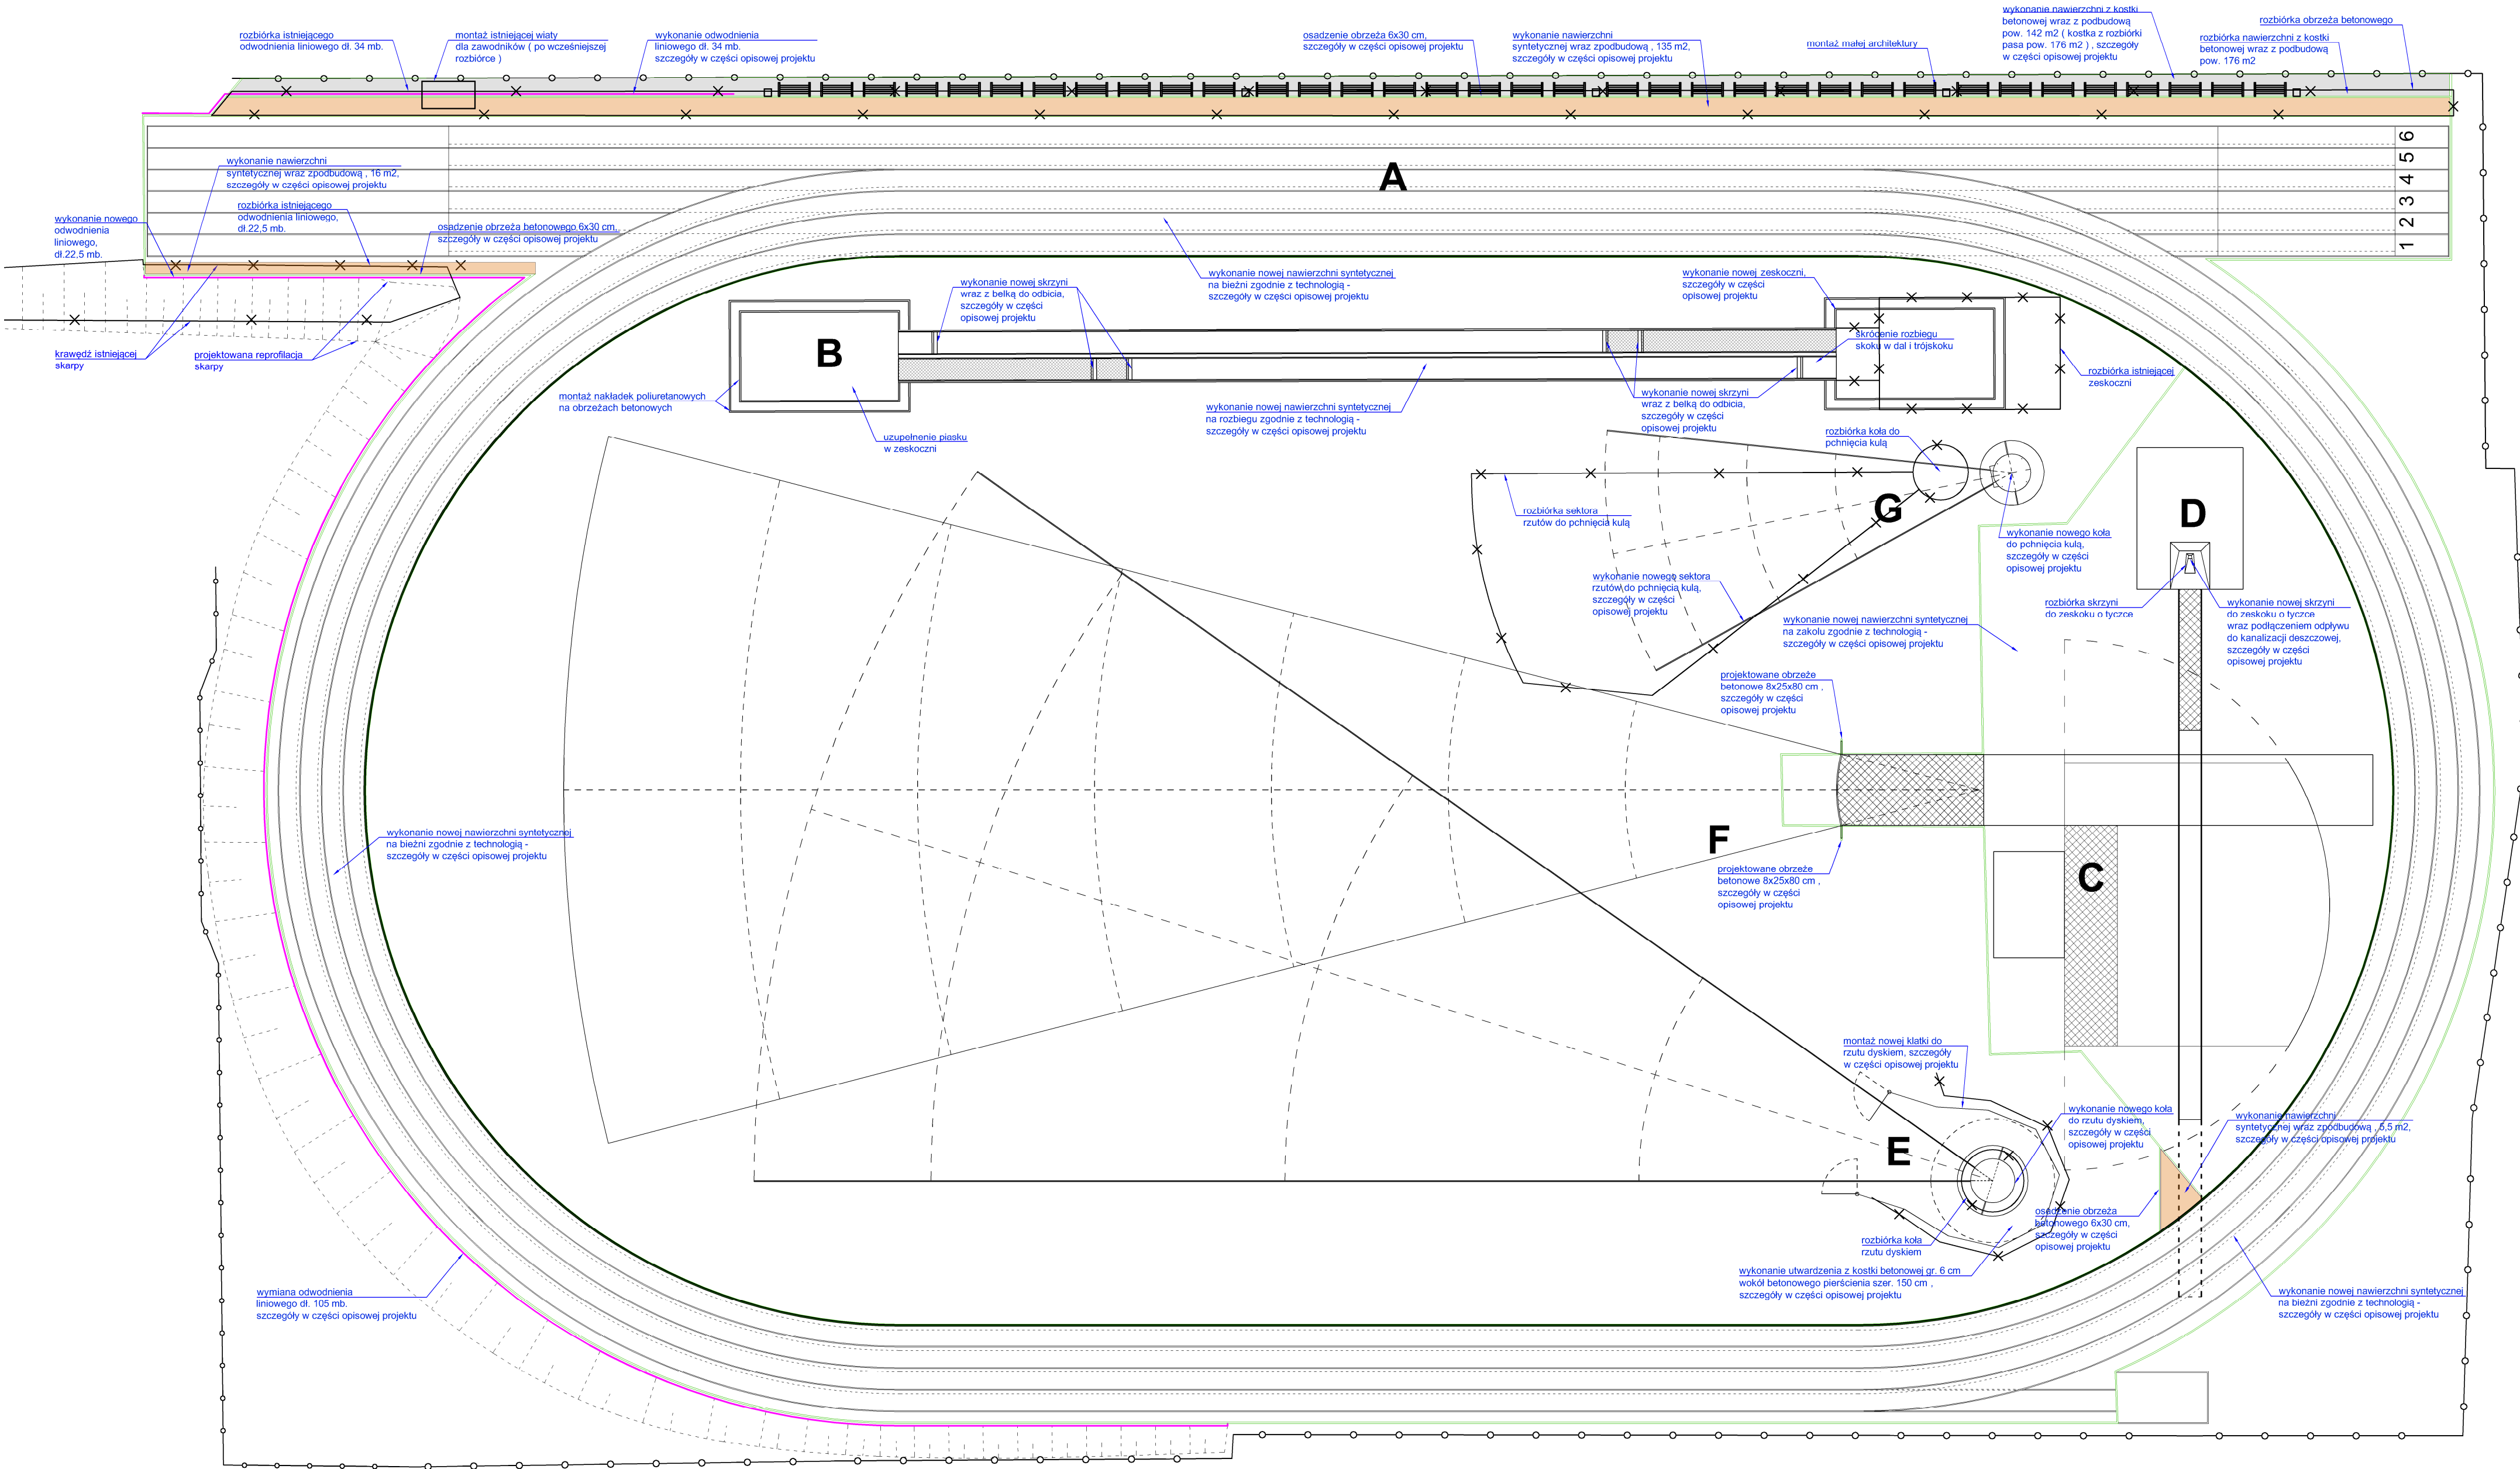 rozbiórka istniejącego
odwodnienia liniowego dł. 34 mb.
montaż istniejącej wiaty
dla zawodników ( po wcześniejszej
rozbiórce )
wykonanie odwodnienia
liniowego dł. 34 mb.
szczegóły w części opisowej projektu
osadzenie obrzeża 6x30 cm,
szczegóły w części opisowej projektu
wykonanie nawierzchni
syntetycznej wraz zpodbudową , 135 m2,
szczegóły w części opisowej projektu
montaż małej architektury
wykonanie nawierzchni z kostki
betonowej wraz z podbudową
pow. 142 m2 ( kostka z rozbiórki
pasa pow. 176 m2 ) , szczegóły
w części opisowej projektu
rozbiórka obrzeża betonowego
rozbiórka nawierzchni z kostki
betonowej wraz z podbudową
pow. 176 m2
A
6
5
4
3
2
1
wykonanie nawierzchni
syntetycznej wraz zpodbudową , 16 m2,
szczegóły w części opisowej projektu
wykonanie nowego
odwodnienia
liniowego,
dł.22,5 mb.
rozbiórka istniejącego
odwodnienia liniowego,
dł.22,5 mb.
osadzenie obrzeża betonowego 6x30 cm,
szczegóły w części opisowej projektu
krawędź istniejącej
skarpy
projektowana reprofilacja
skarpy
wykonanie nowej skrzyni
wraz z belką do odbicia,
szczegóły w części
opisowej projektu
wykonanie nowej nawierzchni syntetycznej
na bieżni zgodnie z technologią -
szczegóły w części opisowej projektu
wykonanie nowej zeskoczni,
szczegóły w części
opisowej projektu
B
skrócenie rozbiegu
skoku w dal i trójskoku
rozbiórka istniejącej
zeskoczni
montaż nakładek poliuretanowych
na obrzeżach betonowych
uzupełnienie piasku
w zeskoczni
wykonanie nowej nawierzchni syntetycznej
na rozbiegu zgodnie z technologią -
szczegóły w części opisowej projektu
wykonanie nowej skrzyni
wraz z belką do odbicia,
szczegóły w części
opisowej projektu
rozbiórka koła do
pchnięcia kulą
G
D
rozbiórka sektora
rzutów do pchnięcia kulą
wykonanie nowego koła
do pchnięcia kulą,
szczegóły w części
opisowej projektu
wykonanie nowego sektora
rzutów do pchnięcia kulą,
szczegóły w części
opisowej projektu
rozbiórka skrzyni
do zeskoku o tyczce
wykonanie nowej skrzyni
do zeskoku o tyczce
wraz podłączeniem odpływu
do kanalizacji deszczowej,
szczegóły w części
opisowej projektu
wykonanie nowej nawierzchni syntetycznej
na zakolu zgodnie z technologią -
szczegóły w części opisowej projektu
projektowane obrzeże
betonowe 8x25x80 cm ,
szczegóły w części
opisowej projektu
wykonanie nowej nawierzchni syntetycznej
na bieżni zgodnie z technologią -
szczegóły w części opisowej projektu
F
C
projektowane obrzeże
betonowe 8x25x80 cm ,
szczegóły w części
opisowej projektu
montaż nowej klatki do
rzutu dyskiem, szczegóły
w części opisowej projektu
E
wykonanie nowego koła
do rzutu dyskiem,
szczegóły w części
opisowej projektu
wykonanie nawierzchni
syntetycznej wraz zpodbudową , 5,5 m2,
szczegóły w części opisowej projektu
osadzenie obrzeża
betonowego 6x30 cm,
szczegóły w części
opisowej projektu
rozbiórka koła
rzutu dyskiem
wykonanie utwardzenia z kostki betonowej gr. 6 cm
wokół betonowego pierścienia szer. 150 cm ,
szczegóły w części opisowej projektu
wymiana odwodnienia
liniowego dł. 105 mb.
szczegóły w części opisowej projektu
wykonanie nowej nawierzchni syntetycznej
na bieżni zgodnie z technologią -
szczegóły w części opisowej projektu